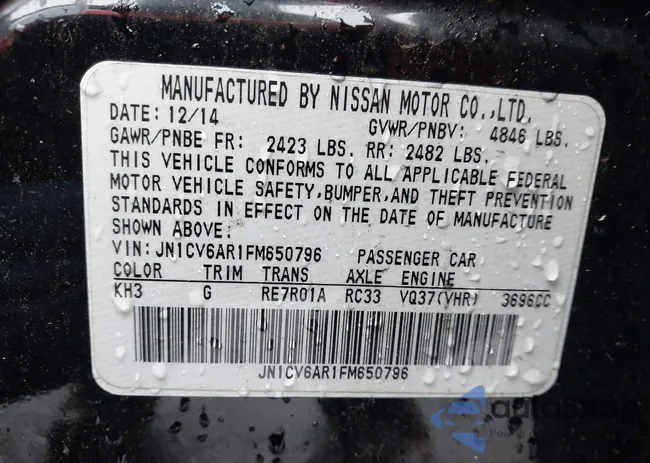 MANUFACTURED BY NISSAN MOTOR CO.,LTD.
DATE: 12/14 GVWR/PNBV: 4846 LBS.
GAWR/PNBE FR: 2423 LBS. RR: 2482 LBS.
THIS VEHICLE CONFORMS TO ALL APPLICABLE FEDERAL
MOTOR VEHICLE SAFETY,BUMPER,AND THEFT PREVENTION
STANDARDS IN EFFECT ON THE DATE OF MANUFACTURE
SHOWN ABOVE:
VIN: JN1CV6AR1FM650796 PASSENGER CAR
COLOR TRIM TRANS AXLE ENGINE
KH3 G RE7R01A RC33 VQ37(VHR) 3696CC
JN1CV6AR1FM650796